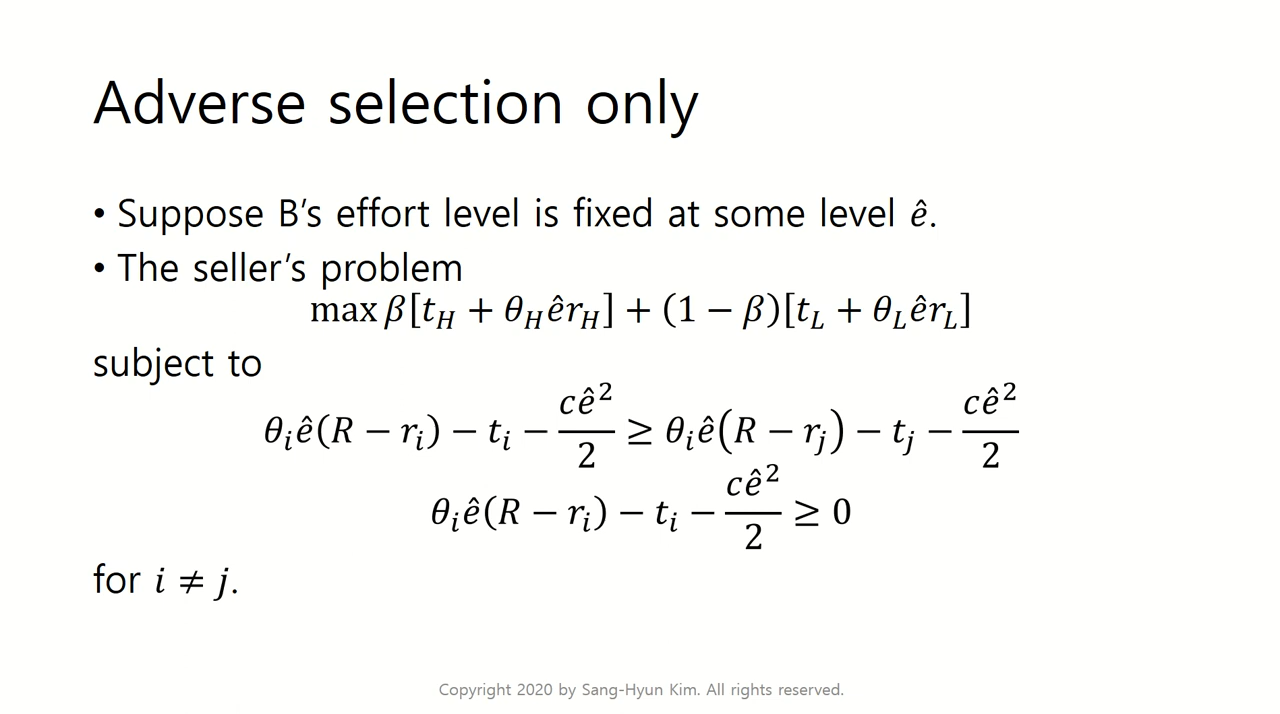 Adverse selection only
• Suppose B's effort level is fixed at some level ê.
• The seller's problem
max β[t_H + θ_H ê r_H] + (1 − β)[t_L + θ_L ê r_L]
subject to
θ_i ê(R − r_i) − t_i − cê²/2 ≥ θ_i ê(R − r_j) − t_j − cê²/2
θ_i ê(R − r_i) − t_i − cê²/2 ≥ 0
for i ≠ j.
Copyright 2020 by Sang-Hyun Kim. All rights reserved.